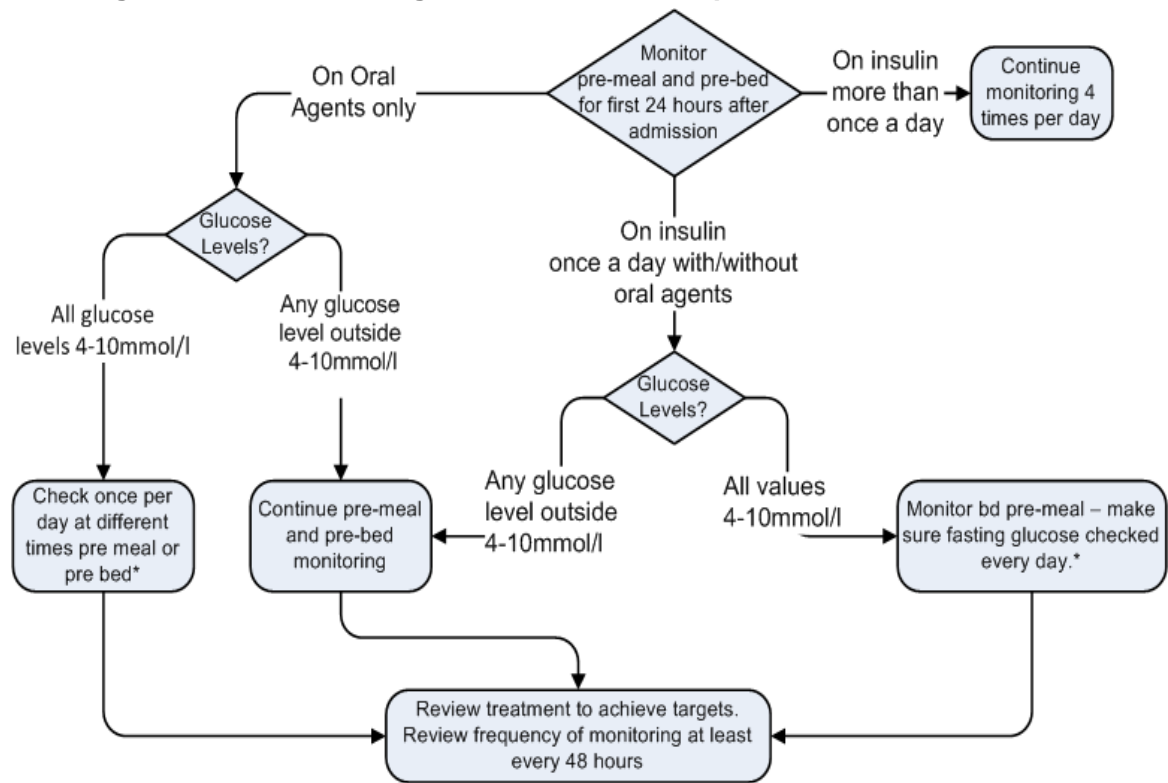 Monitor
pre-meal and pre-bed
for first 24 hours after
admission
On Oral
Agents only
On insulin
more than
once a day
Continue
monitoring 4
times per day
Glucose
Levels?
On insulin
once a day with/without
oral agents
All glucose
levels 4-10mmol/l
Any glucose
level outside
4-10mmol/l
Glucose
Levels?
Any glucose
level outside
4-10mmol/l
All values
4-10mmol/l
Check once per
day at different
times pre meal or
pre bed*
Continue pre-meal
and pre-bed
monitoring
Monitor bd pre-meal – make
sure fasting glucose checked
every day.*
Review treatment to achieve targets.
Review frequency of monitoring at least
every 48 hours